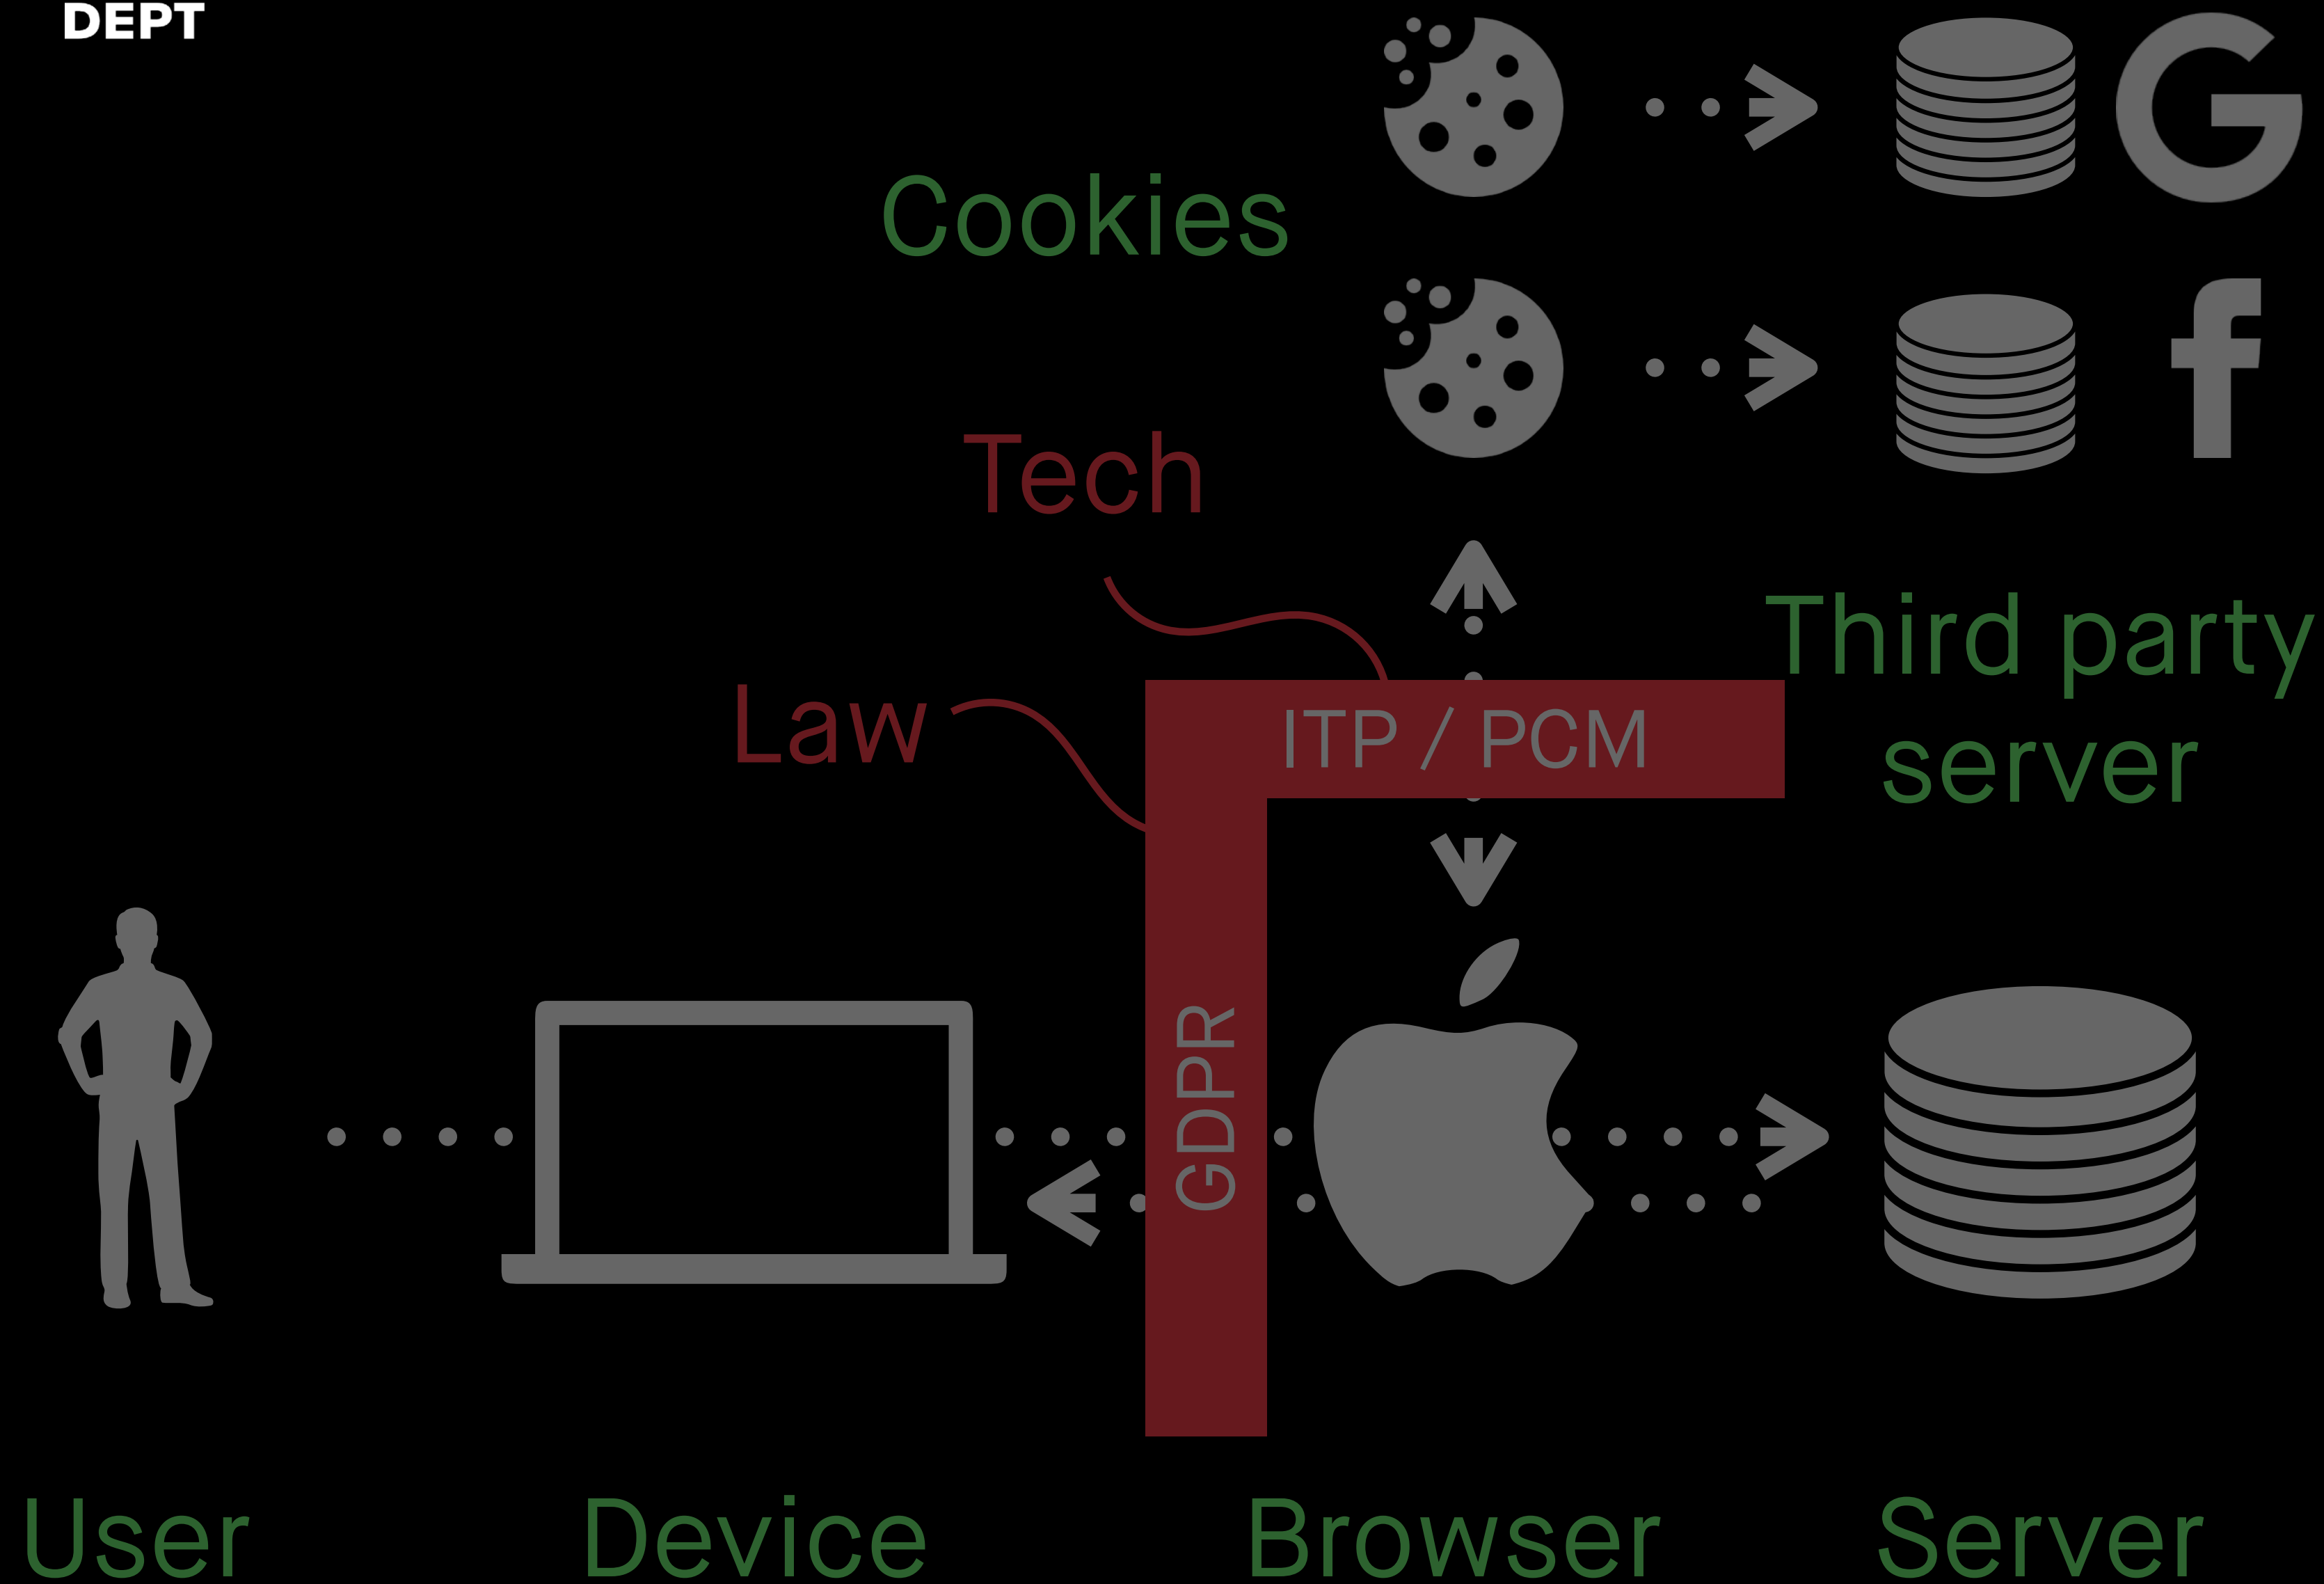 DEPT
Cookies
Tech
Third party
server
Law
ITP / PCM
GDPR
User
Device
Browser
Server